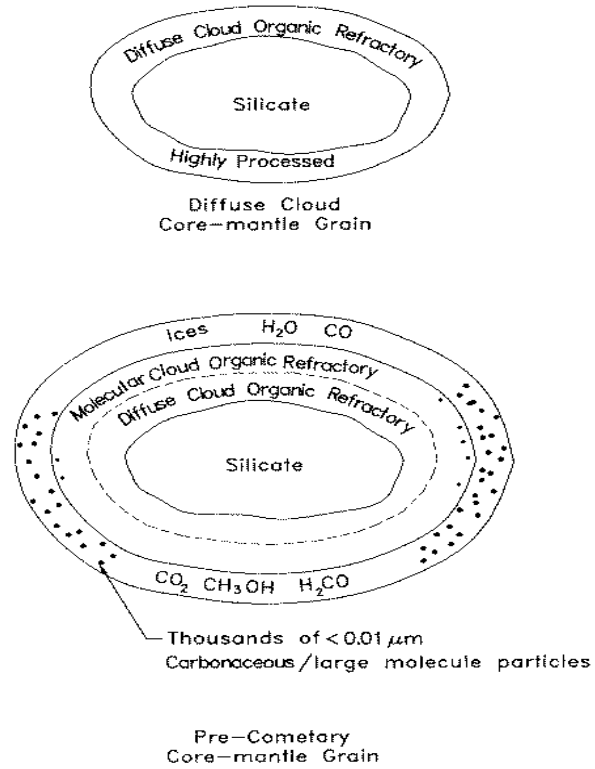 Diffuse Cloud Organic Refractory
Silicate
Highly Processed
Diffuse Cloud
Core-mantle Grain
Ices H₂O CO
Molecular Cloud Organic Refractory
Diffuse Cloud Organic Refractory
Silicate
CO₂ CH₃OH H₂CO
Thousands of <0.01 μm
Carbonaceous/large molecule particles
Pre-Cometary
Core-mantle Grain